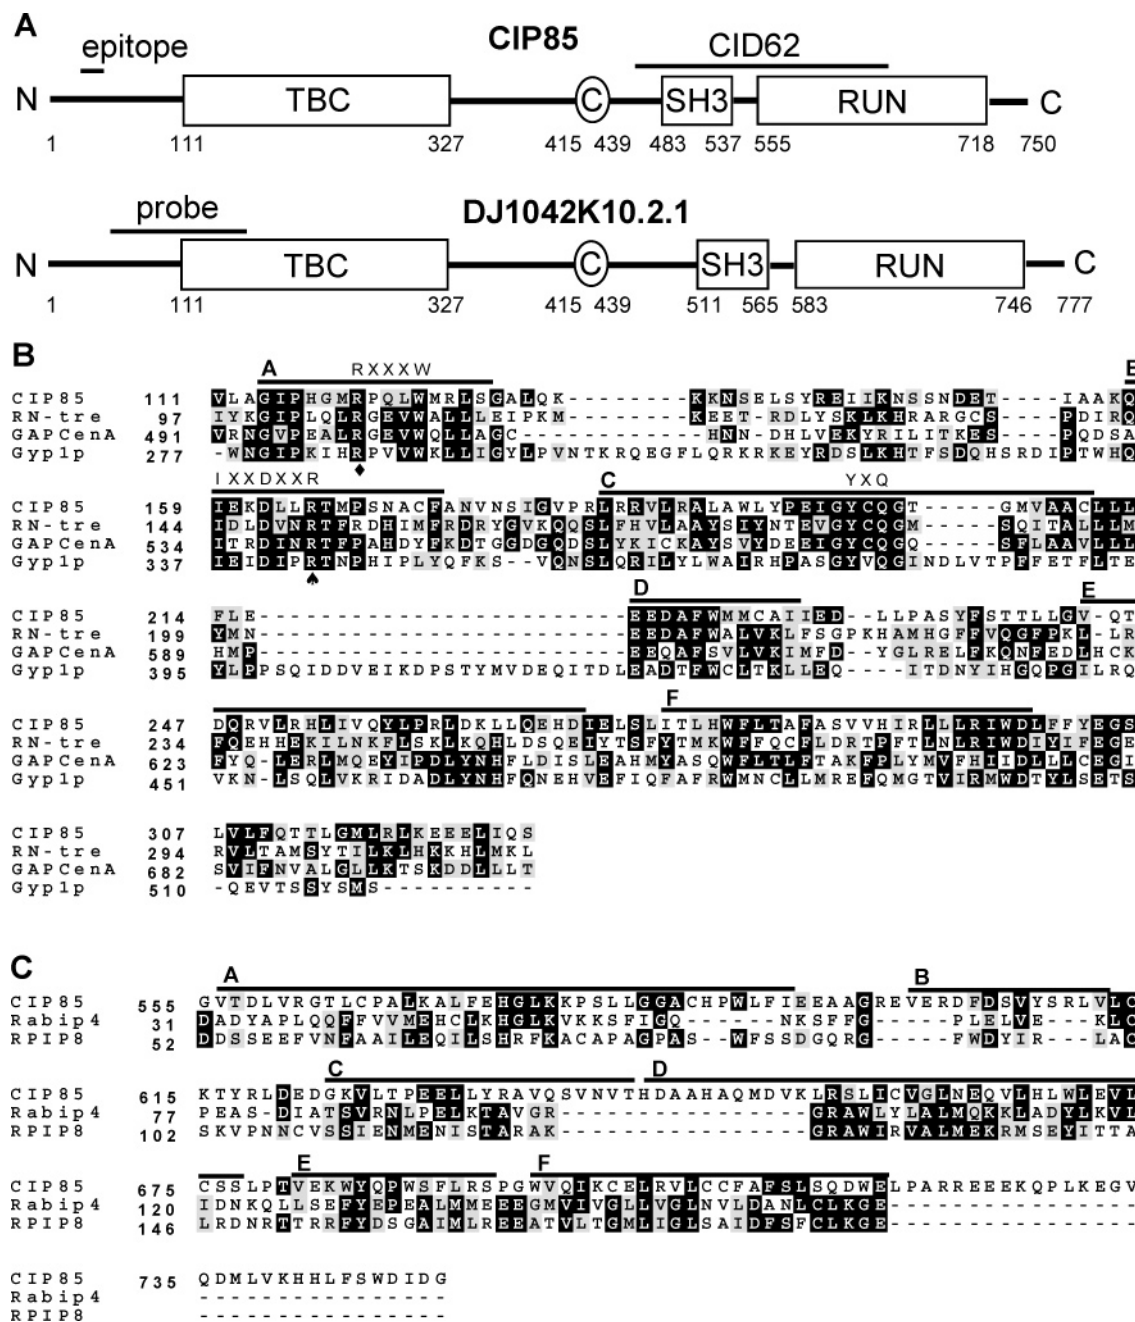 A
epitope
CIP85
CID62
N
TBC
C
SH3
RUN
C
1 111 327 415 439 483 537 555 718 750
probe
DJ1042K10.2.1
N
TBC
C
SH3
RUN
C
1 111 327 415 439 511 565 583 746 777
B
A RXXXW B
CIP85 111 VLAGIPHGMRPQLWMRLSGALQK--------KKNSELSYREIIKNSSNDET----IAAKQ
RN-tre 97 IYKGIPLQLRGEVWALLLEIPKM--------KEET-RDLYSKLKHRARGCS----PDIRQ
GAPCenA 491 VRNGVPEALRGEVWQLLAGC------------HNN-DHLVEKYRILITKES----PQDSA
Gyp1p 277 -WNGIPKIHRPVVWKLLIGYLPVNTKRQEGFLQRKRKEYRDSLKHTFSDQHSRDIPTWHQ
♦
IXXDXXR C YXQ
CIP85 159 IEKDLLRTMPSNACFANVNSIGVPRLRRVLRALAWLYPEIGYCQGT-----GMVAACLLL
RN-tre 144 IDLDVNRTFRDHIMFRDRYGVKQQSLFHVLAAYSIYNTEVGYCQGM-----SQITALLLM
GAPCenA 534 ITRDINRTFPAHDYFKDTGGDGQDSLYKICKAYSVYDEEIGYCQGQ-----SFLAAVLLL
Gyp1p 337 IEIDIPRTNPHIPLYQFKS--VQNSLQRILYLWAIRHPASGYVQGINDLVTPFFETFLTE
♠
D E
CIP85 214 FLE------------------------EEDAFWMMCAIIED--LLPASYFSTTLLGV-QT
RN-tre 199 YMN------------------------EEDAFWALVKLFSGPKHAMHGFFVQGFPKL-LR
GAPCenA 589 HMP------------------------EEQAFSVLVKIMFD--YGLRELFKQNFEDLHCK
Gyp1p 395 YLPPSQIDDVEIKDPSTYMVDEQITDLEADTFWCLTKLLEQ----ITDNYIHGQPGILRQ
F
CIP85 247 DQRVLRHLIVQYLPRLDKLLQEHDIELSLITLHWFLTAFASVVHIRLLLRIWDLFFYEGS
RN-tre 234 FQEHHEKILNKFLSKLKQHLDSQEIYTSFYTMKWFFQCFLDRTPFTLNLRIWDIYIFEGE
GAPCenA 623 FYQ-LERLMQEYIPDLYNHFLDISLEAHMYASQWFLTLFTAKFPLYMVFHIIDLLLCEGI
Gyp1p 451 VKN-LSQLVKRIDADLYNHFQNEHVEFIQFAFRWMNCLLMREFQMGTVIRMWDTYLSETS
CIP85 307 LVLFQTTLGMLRLKEEELIQS
RN-tre 294 RVLTAMSYTILKLHKKHLMKL
GAPCenA 682 SVIFNVALGLLKTSKDDLLLT
Gyp1p 510 -QEVTSSYSMS----------
C
A B
CIP85 555 GVTDLVRGTLCPALKALFEHGLKKPSLLGGACHPWLFIEEAAGREVERDFDSVYSRLVLC
Rabip4 31 DADYAPLQQFFVVMEHCLKHGLKVKKSFIGQ------NKSFFG-----PLELVE---KLC
RPIP8 52 DDSSEEFVNFAAILEQILSHRFKACAPAGPAS--WFSSDGQRG-----FWDYIR---LAC
C D
CIP85 615 KTYRLDEDGKVLTPEELLYRAVQSVNVTHDAAHAQMDVKLRSLICVGLNEQVLHLWLEVL
Rabip4 77 PEAS-DIATSVRNLPELKTAVGR----------------GRAWLYLALMQKKLADYLKVL
RPIP8 102 SKVPNNCVSSIENMENISTARAK----------------GRAWIRVALMEKRMSEYITTA
E F
CIP85 675 CSSLPTVEKWYQPWSFLRSPGWVQIKCELRVLCCFAFSLSQDWELPARREEEEKQPLKEGV
Rabip4 120 IDNKQLLSEFYEPEALMMEEEGMVIVGLLVGLNVLDANLCLKGE----------------
RPIP8 146 LRDNRTTRRFYDSGAIMLREEATVLTGMLIGLSAIDFSFCLKGE----------------
CIP85 735 QDMLVKHHLFSWDIDG
Rabip4 ----------------
RPIP8 ----------------